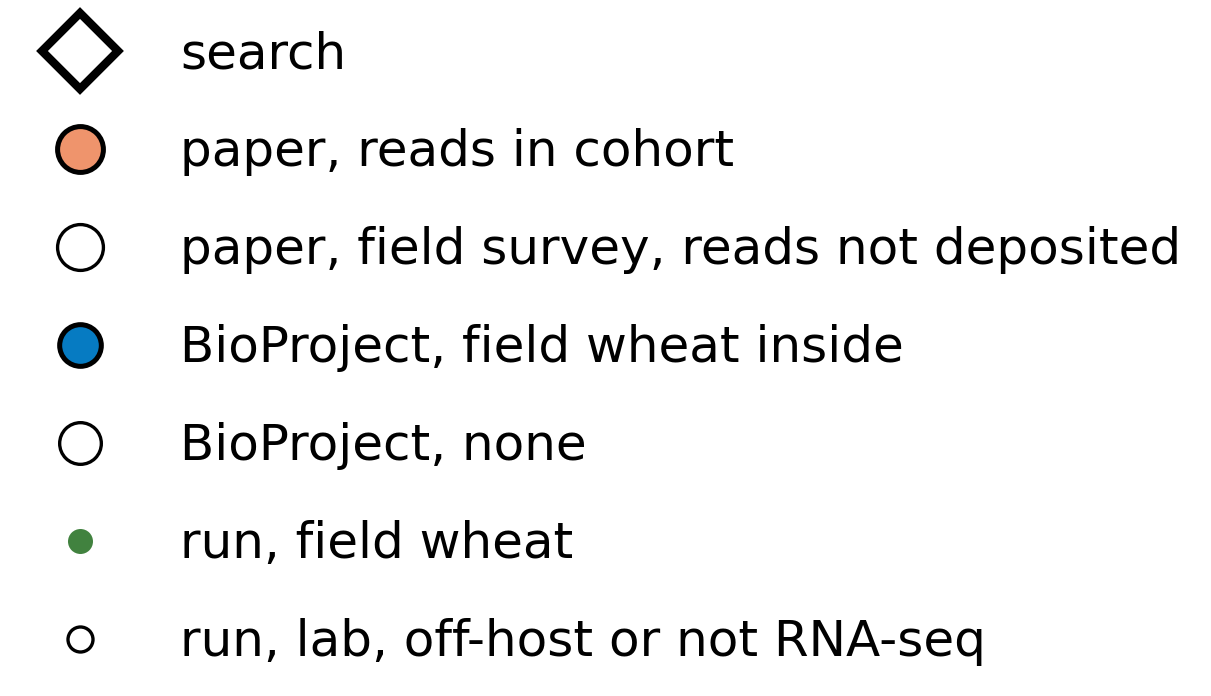 search
paper, reads in cohort
paper, field survey, reads not deposited
BioProject, field wheat inside
BioProject, none
run, field wheat
run, lab, off-host or not RNA-seq